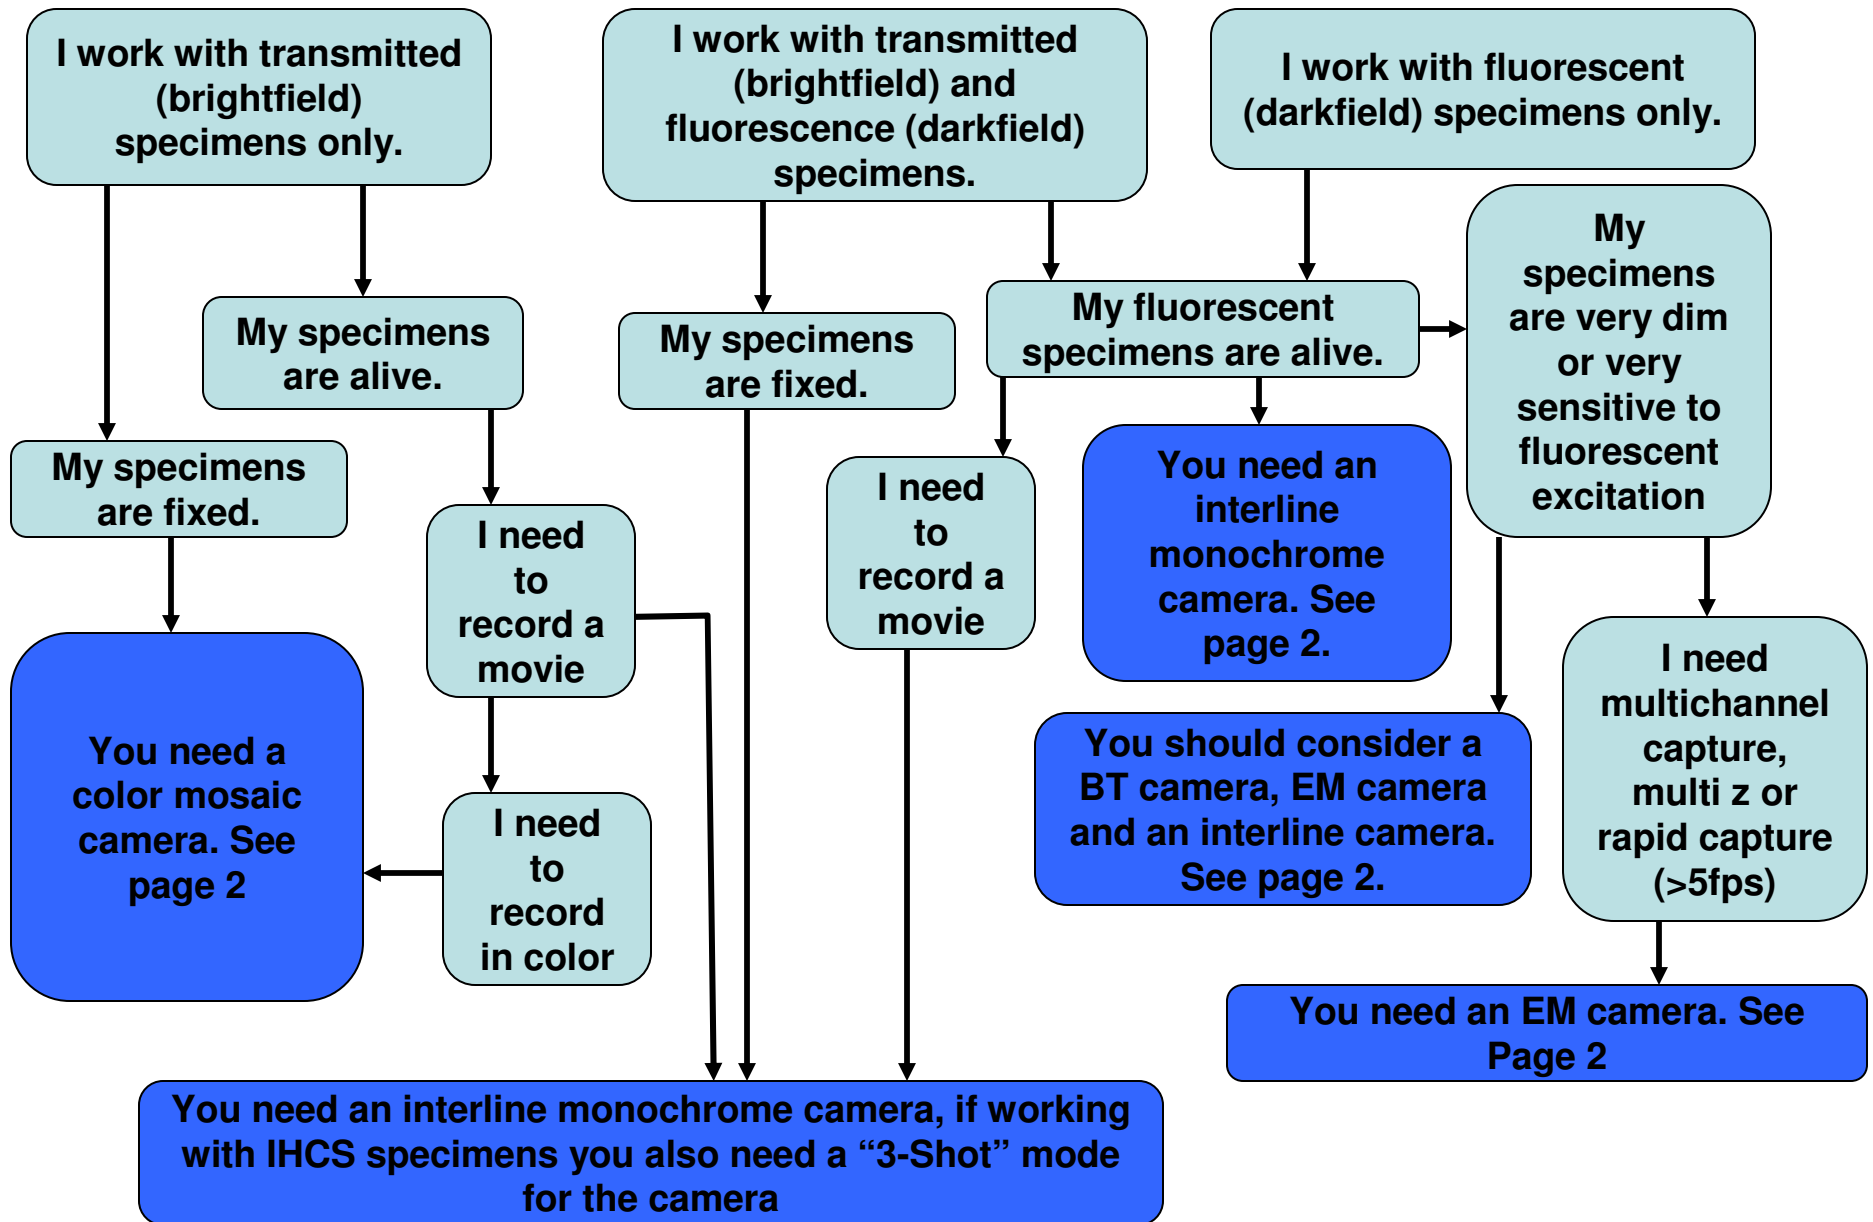 I work with transmitted
(brightfield)
specimens only.
I work with transmitted
(brightfield) and
fluorescence (darkfield)
specimens.
I work with fluorescent
(darkfield) specimens only.
My specimens
are alive.
My specimens
are fixed.
My fluorescent
specimens are alive.
My
specimens
are very dim
or very
sensitive to
fluorescent
excitation
My specimens
are fixed.
I need
to
record a
movie
I need
to
record a
movie
You need an
interline
monochrome
camera. See
page 2.
You need a
color mosaic
camera. See
page 2
I need
to
record
in color
You should consider a
BT camera, EM camera
and an interline camera.
See page 2.
I need
multichannel
capture,
multi z or
rapid capture
(>5fps)
You need an EM camera. See
Page 2
You need an interline monochrome camera, if working
with IHCS specimens you also need a “3-Shot” mode
for the camera